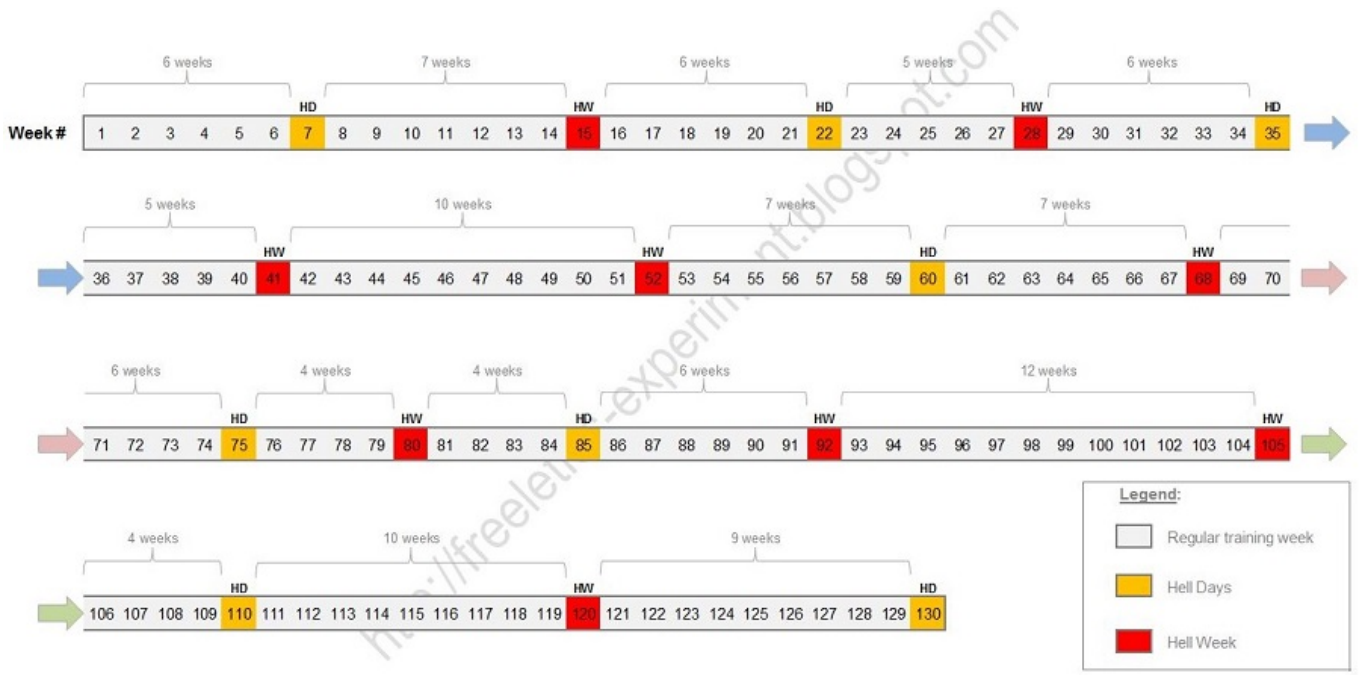 6 weeks 7 weeks 6 weeks 5 weeks 6 weeks
HD HW HD HW HD
Week # 1 2 3 4 5 6 7 8 9 10 11 12 13 14 15 16 17 18 19 20 21 22 23 24 25 26 27 28 29 30 31 32 33 34 35
5 weeks 10 weeks 7 weeks 7 weeks
HW HW HD HW
36 37 38 39 40 41 42 43 44 45 46 47 48 49 50 51 52 53 54 55 56 57 58 59 60 61 62 63 64 65 66 67 68 69 70
6 weeks 4 weeks 4 weeks 6 weeks 12 weeks
HD HW HD HW HW
71 72 73 74 75 76 77 78 79 80 81 82 83 84 85 86 87 88 89 90 91 92 93 94 95 96 97 98 99 100 101 102 103 104 105
4 weeks 10 weeks 9 weeks
HD HW HD
106 107 108 109 110 111 112 113 114 115 116 117 118 119 120 121 122 123 124 125 126 127 128 129 130
Legend:
Regular training week
Hell Days
Hell Week